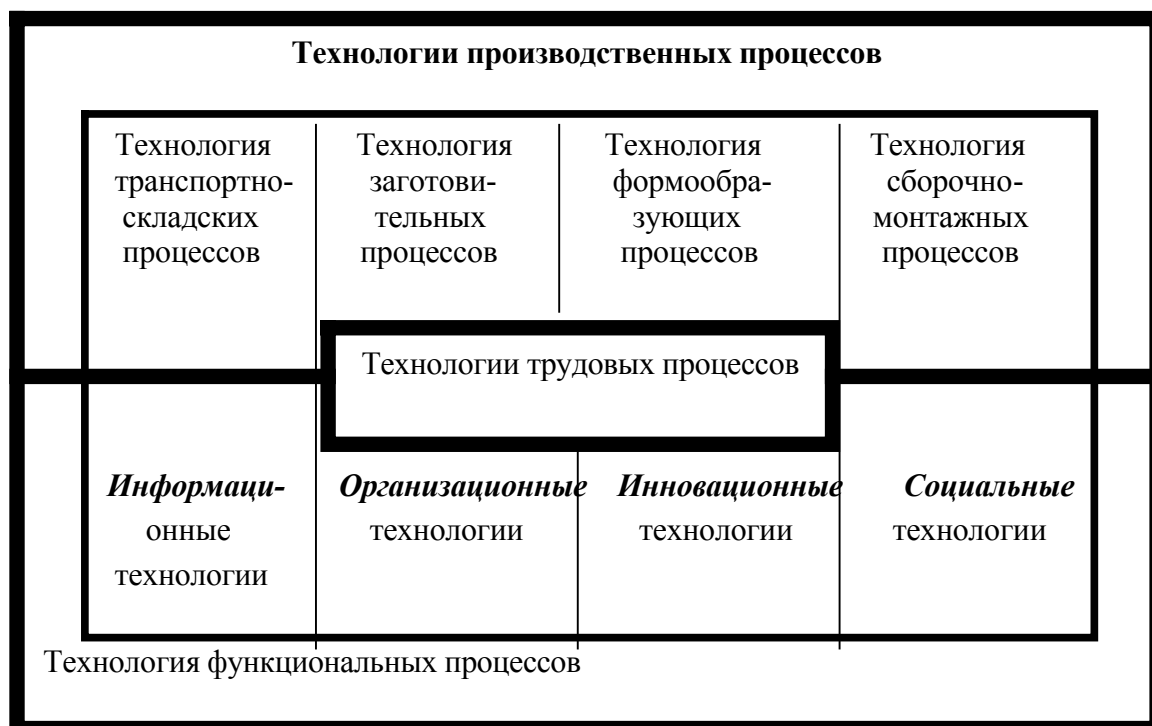 Технологии производственных процессов
Технология
транспортно-
складских
процессов
Технология
заготови-
тельных
процессов
Технология
формообра-
зующих
процессов
Технология
сборочно-
монтажных
процессов
Технологии трудовых процессов
Информаци-
онные
технологии
Организационные
технологии
Инновационные
технологии
Социальные
технологии
Технология функциональных процессов